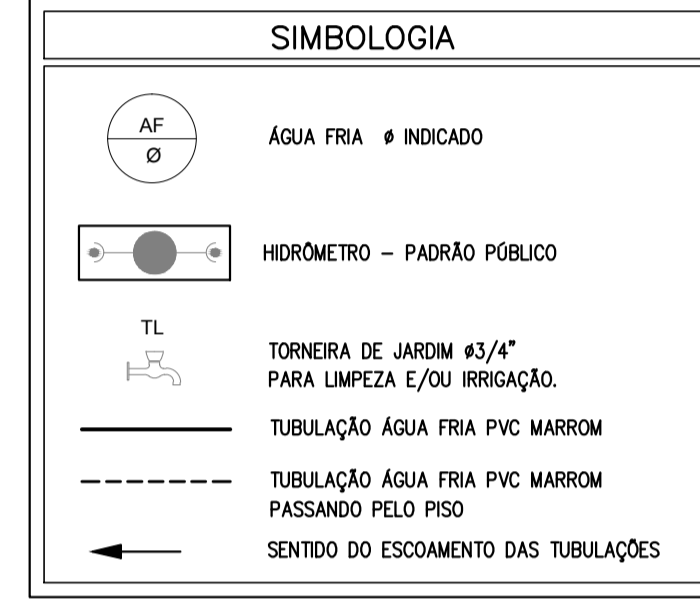 SIMBOLOGIA
AF
Ø
ÁGUA FRIA ø INDICADO
HIDRÔMETRO – PADRÃO PÚBLICO
TL
TORNEIRA DE JARDIM ø3/4"
PARA LIMPEZA E/OU IRRIGAÇÃO.
TUBULAÇÃO ÁGUA FRIA PVC MARROM
TUBULAÇÃO ÁGUA FRIA PVC MARROM
PASSANDO PELO PISO
SENTIDO DO ESCOAMENTO DAS TUBULAÇÕES